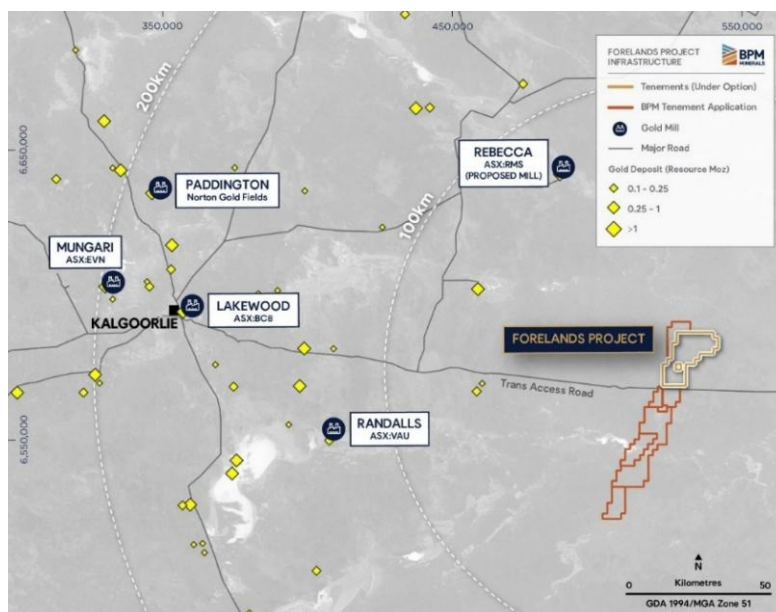 350,000
450,000
550,000
6,650,000
6,550,000
200km
100km
FORELANDS PROJECT
INFRASTRUCTURE
BPM
MINERALS
Tenements (Under Option)
BPM Tenement Application
Gold Mill
Major Road
Gold Deposit (Resource Moz)
0.1 - 0.25
0.25 - 1
>1
REBECCA
ASX:RMS
(PROPOSED MILL)
PADDINGTON
Norton Gold Fields
MUNGARI
ASX:EVN
LAKEWOOD
ASX:BC8
KALGOORLIE
FORELANDS PROJECT
Trans Access Road
RANDALLS
ASX:VAU
N
0 50
Kilometres
GDA 1994/MGA Zone 51